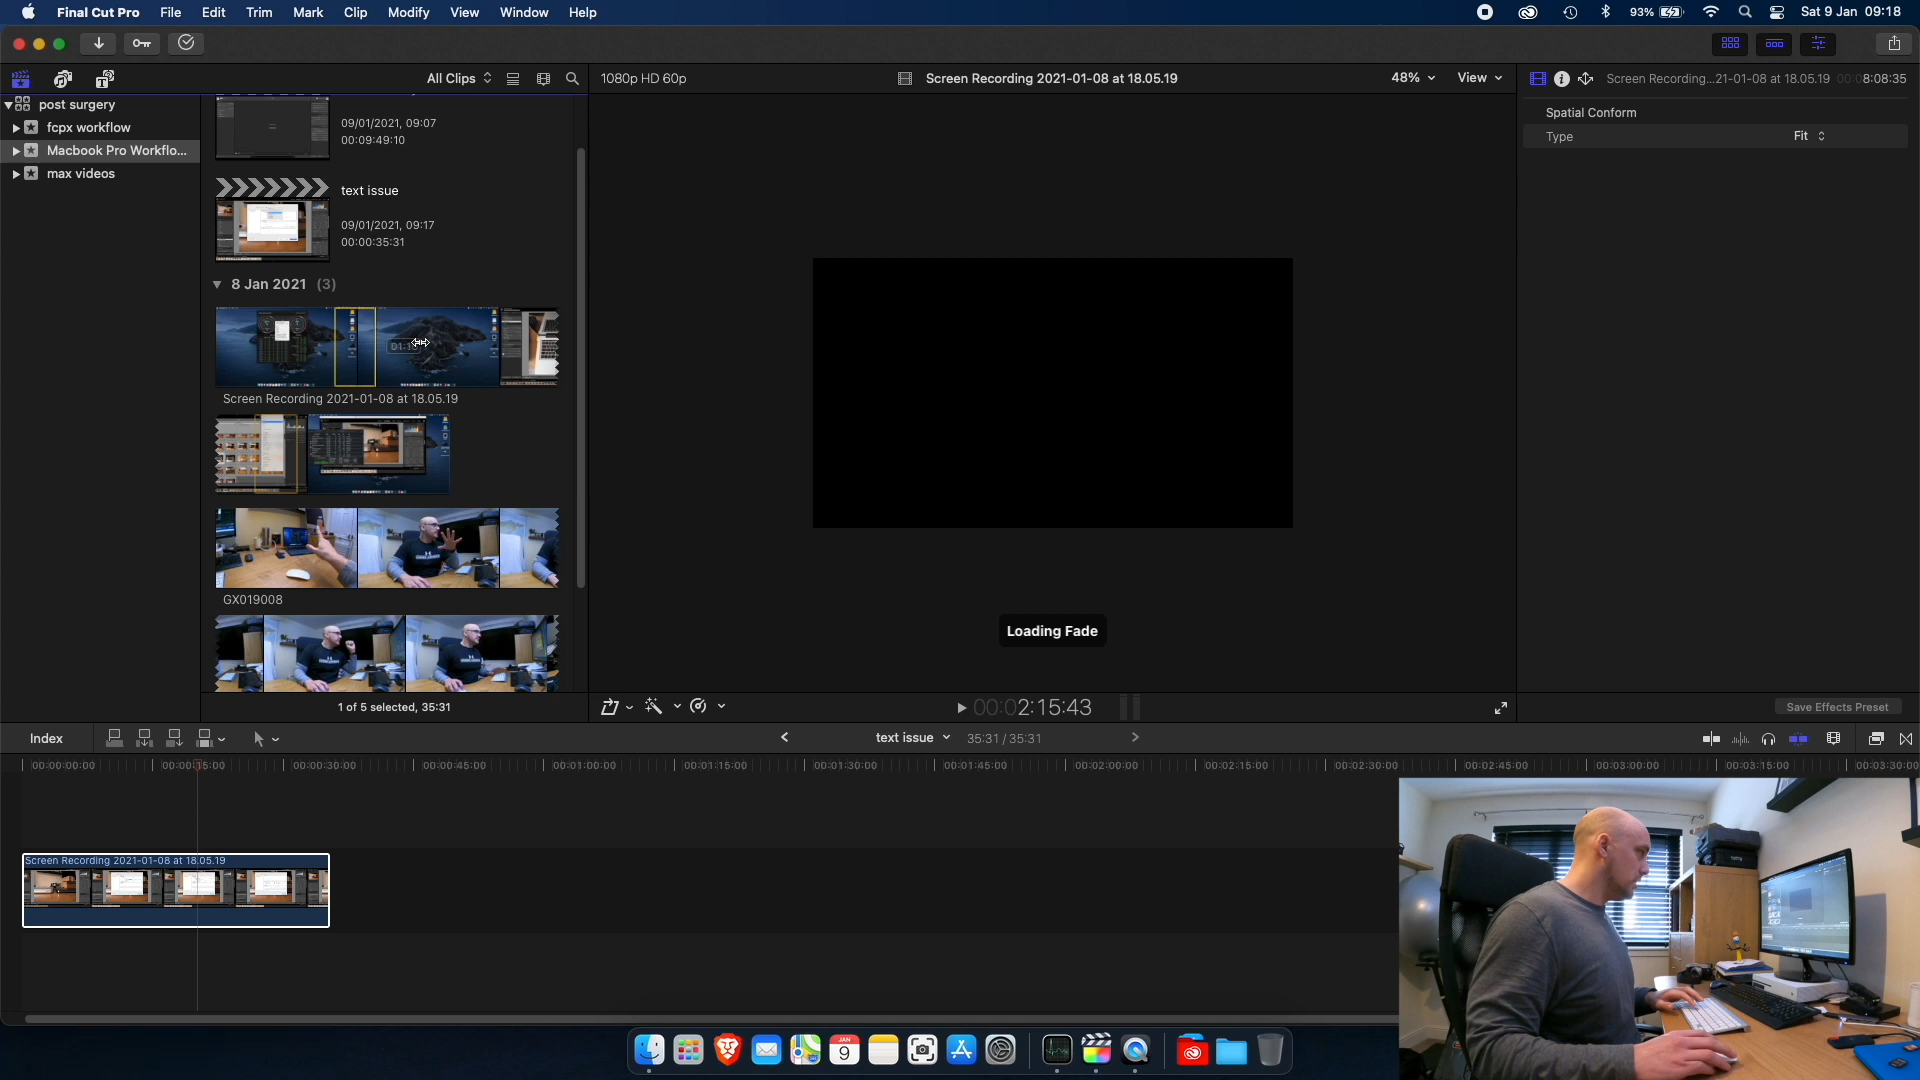 Final Cut Pro File Edit Trim Mark Clip Modify View Window Help 93% Sat 9 Jan 09:18
All Clips 1080p HD 60p Screen Recording 2021-01-08 at 18.05.19 48% View Screen Recording...21-01-08 at 18.05.19 00:08:08:35
post surgery
fcpx workflow
Macbook Pro Workflo...
max videos
09/01/2021, 09:07
00:09:49:10
text issue
09/01/2021, 09:17
00:00:35:31
8 Jan 2021 (3)
Screen Recording 2021-01-08 at 18.05.19
GX019008
1 of 5 selected, 35:31
Spatial Conform
Type Fit
Loading Fade
00:02:15:43
Save Effects Preset
Index text issue 35:31 / 35:31
00:00:00:00 00:00:15:00 00:00:30:00 00:00:45:00 00:01:00:00 00:01:15:00 00:01:30:00 00:01:45:00 00:02:00:00 00:02:15:00 00:02:30:00 00:02:45:00 00:03:00:00 00:03:15:00 00:03:30:00
Screen Recording 2021-01-08 at 18.05.19
JAN
9